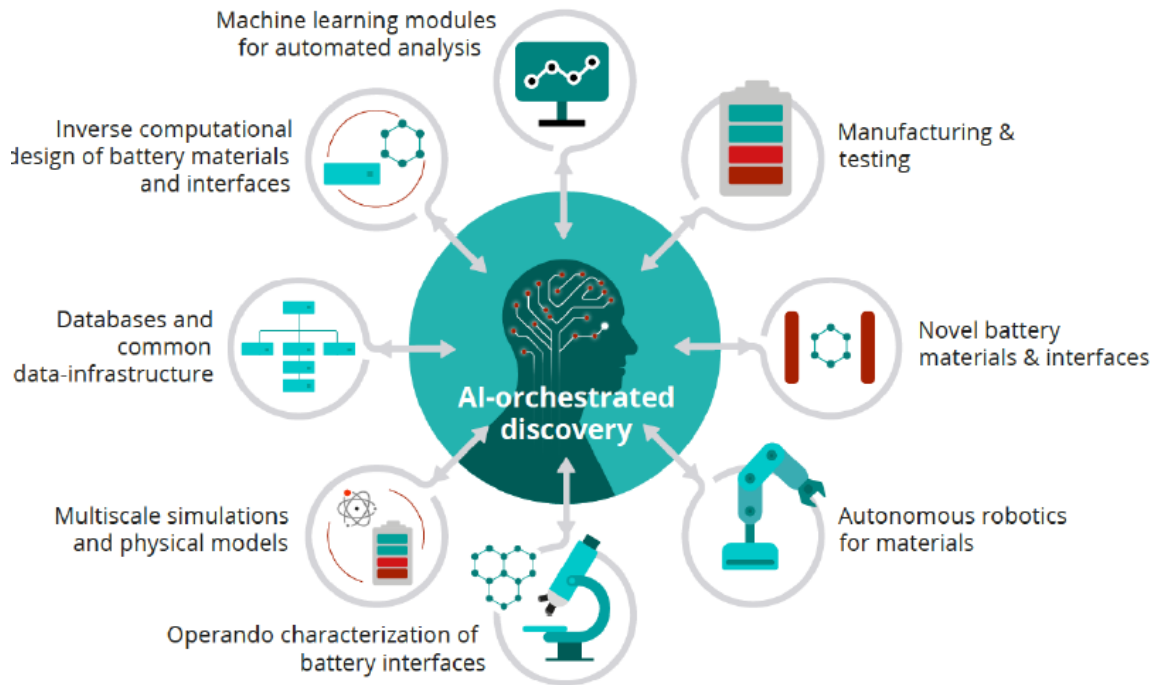 Machine learning modules
for automated analysis
Inverse computational
design of battery materials
and interfaces
Manufacturing &
testing
Databases and
common
data-infrastructure
Novel battery
materials & interfaces
AI-orchestrated
discovery
Multiscale simulations
and physical models
Autonomous robotics
for materials
Operando characterization of
battery interfaces